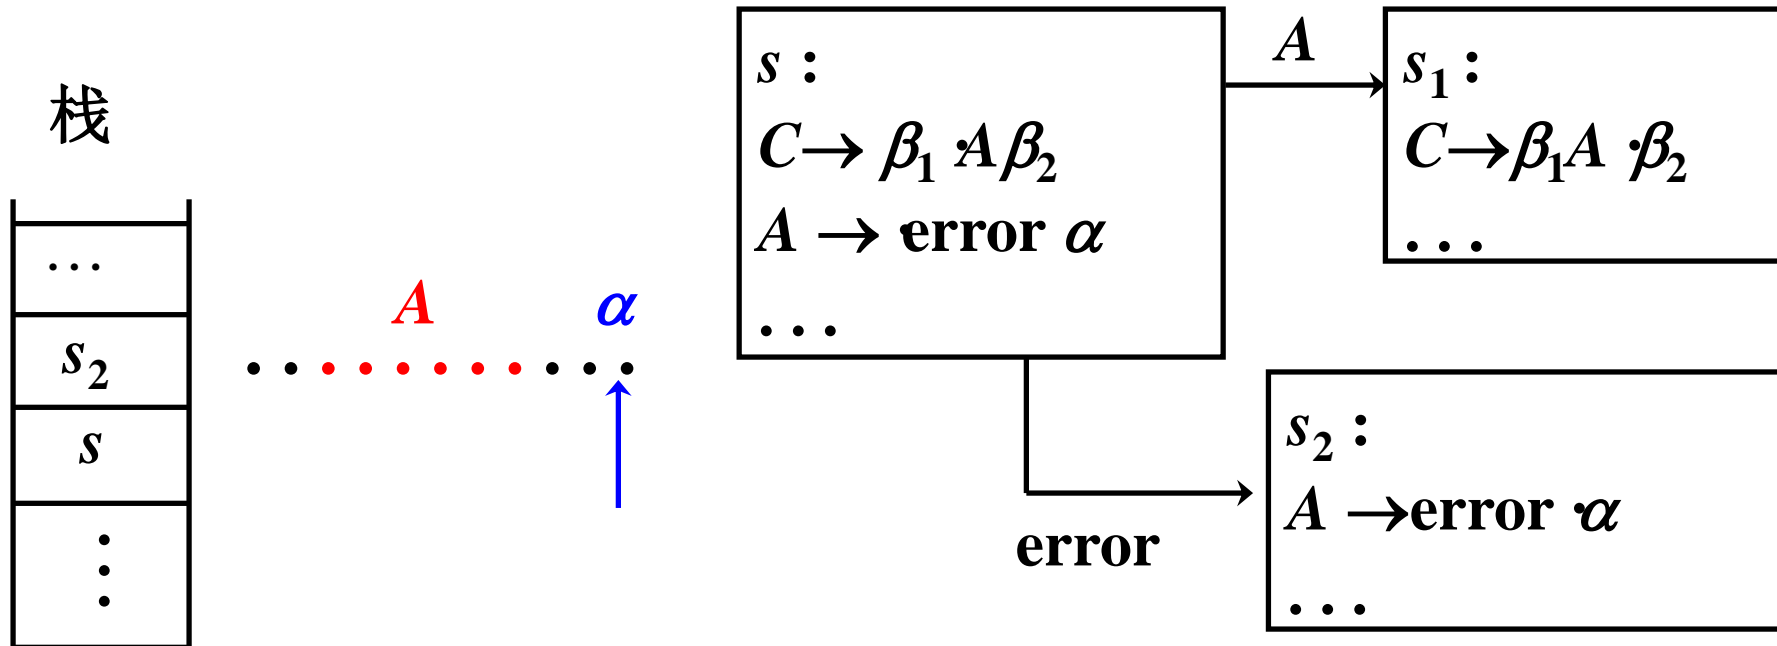 栈
...
s₂
s
⋮
A α
s :
C→ β₁ ·Aβ₂
A → ·error α
...
A
s₁ :
C→β₁A ·β₂
...
error
s₂ :
A →error ·α
...